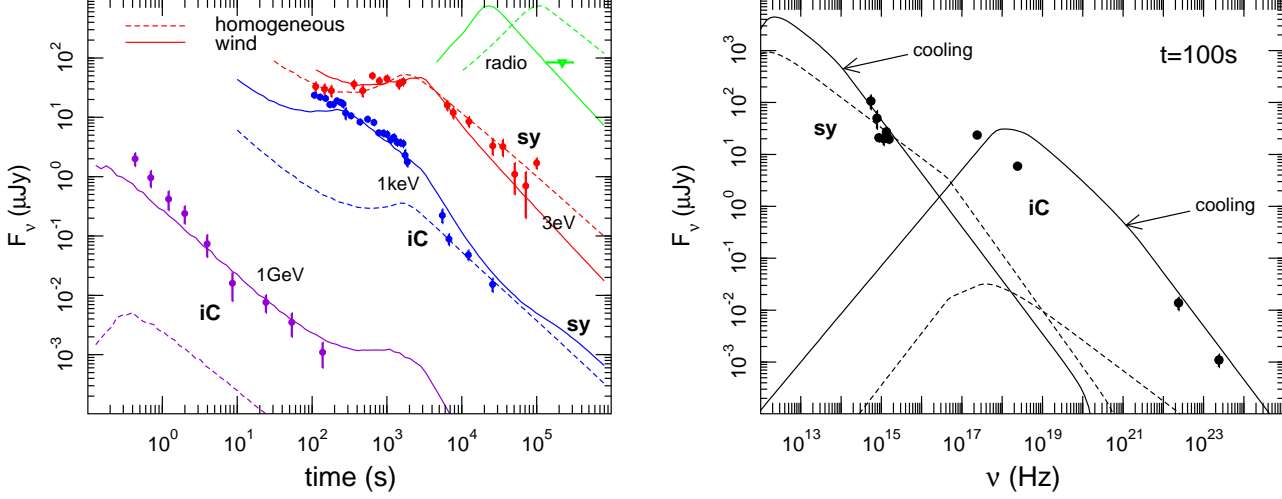 homogeneous
wind
radio
sy
1keV
3eV
iC
1GeV
iC
sy
F_ν (μJy)
10^2
10^1
10^0
10^-1
10^-2
10^-3
10^0 10^1 10^2 10^3 10^4 10^5
time (s)
cooling
t=100s
sy
iC
cooling
F_ν (μJy)
10^3
10^2
10^1
10^0
10^-1
10^-2
10^-3
10^13 10^15 10^17 10^19 10^21 10^23
ν (Hz)